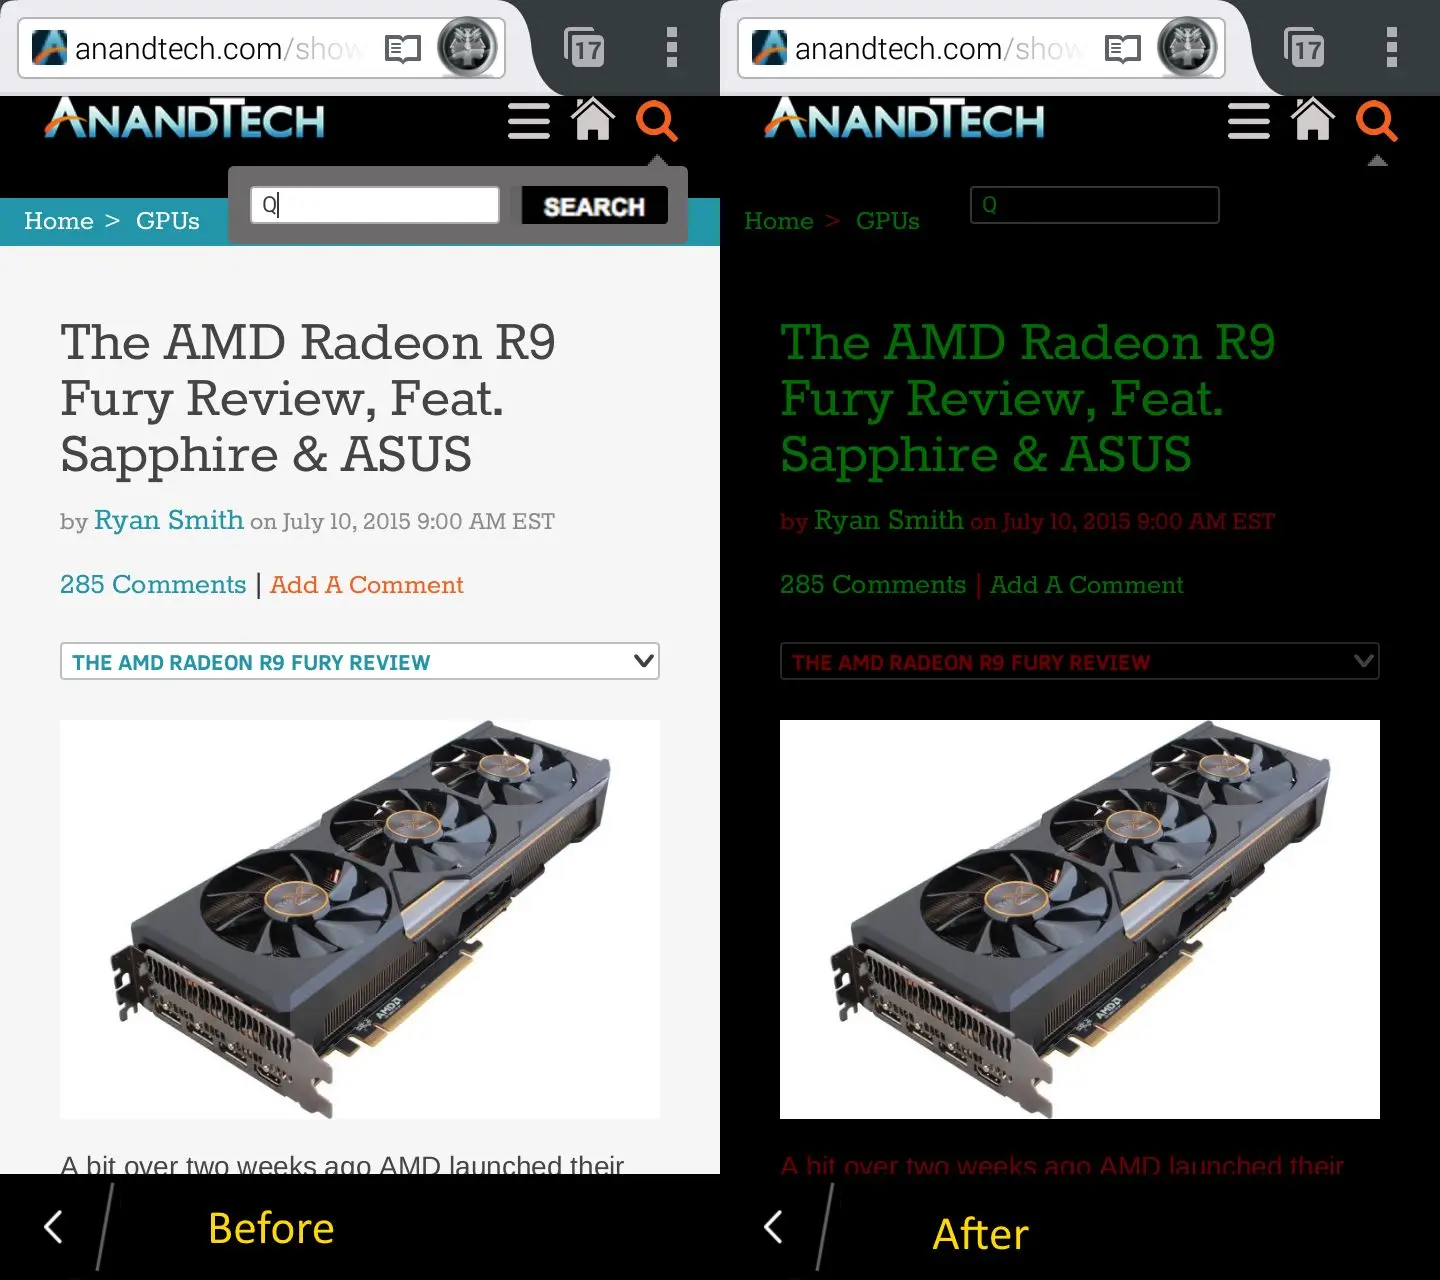 anandtech.com/show
17
ANANDTECH
Q
SEARCH
Home > GPUs
The AMD Radeon R9
Fury Review, Feat.
Sapphire & ASUS
by Ryan Smith on July 10, 2015 9:00 AM EST
285 Comments | Add A Comment
THE AMD RADEON R9 FURY REVIEW
AMD
A bit over two weeks ago AMD launched their
Before
anandtech.com/show
17
ANANDTECH
Q
Home > GPUs
The AMD Radeon R9
Fury Review, Feat.
Sapphire & ASUS
by Ryan Smith on July 10, 2015 9:00 AM EST
285 Comments | Add A Comment
THE AMD RADEON R9 FURY REVIEW
AMD
A bit over two weeks ago AMD launched their
After